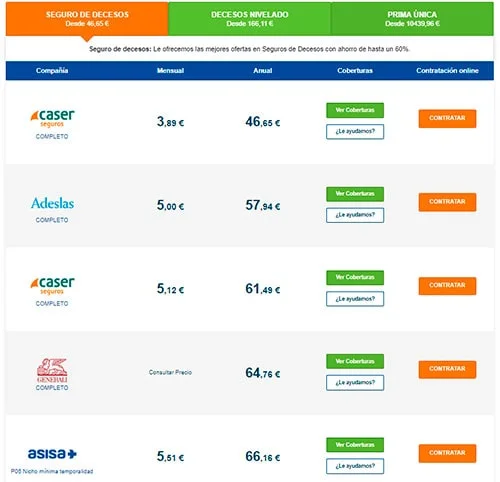 SEGURO DE DECESOS
Desde 46,65 €
DECESOS NIVELADO
Desde 166,11 €
PRIMA ÚNICA
Desde 10439,96 €
Seguro de decesos: Le ofrecemos las mejores ofertas en Seguros de Decesos con ahorro de hasta un 60%.
Compañía Mensual Anual Coberturas Contratación online
caser
seguros
COMPLETO
3,89 € 46,65 €
Ver Coberturas
¿Le ayudamos?
CONTRATAR
Adeslas
COMPLETO
5,00 € 57,94 €
Ver Coberturas
¿Le ayudamos?
CONTRATAR
caser
seguros
COMPLETO
5,12 € 61,49 €
Ver Coberturas
¿Le ayudamos?
CONTRATAR
GENERALI
COMPLETO
Consultar Precio 64,76 €
Ver Coberturas
¿Le ayudamos?
CONTRATAR
asisa+
P06 Nicho mínima temporalidad
5,51 € 66,16 €
Ver Coberturas
¿Le ayudamos?
CONTRATAR